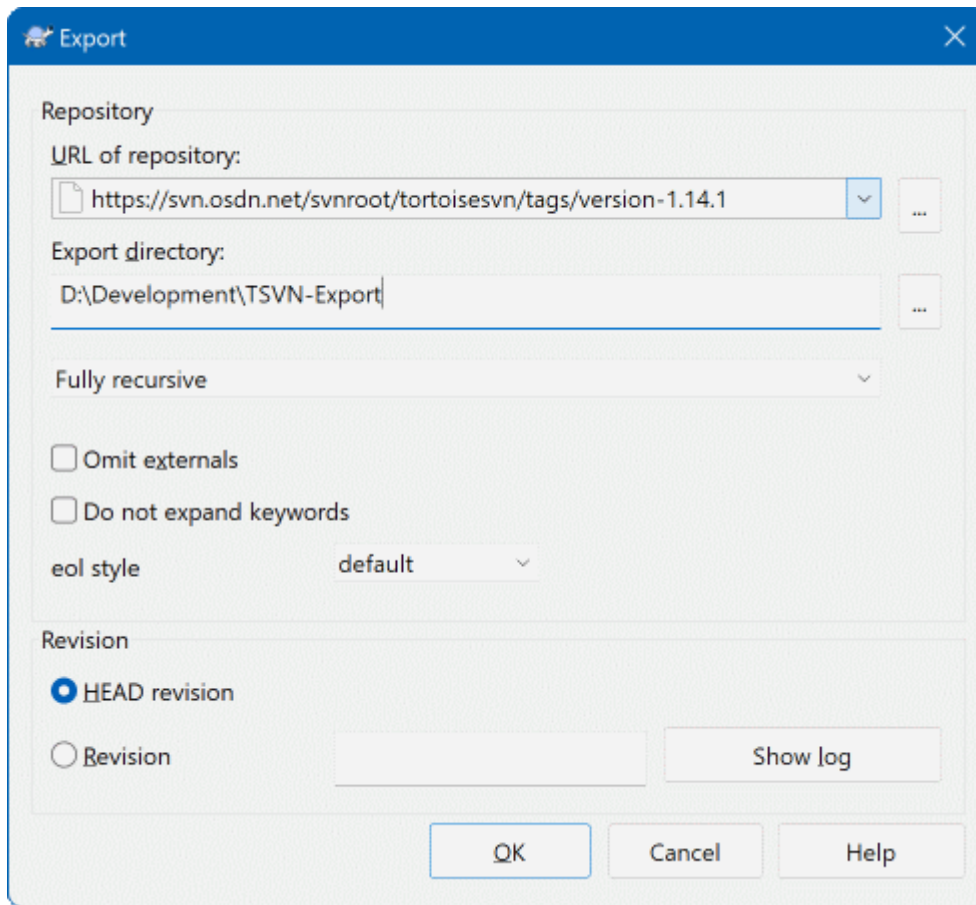 Export
Repository
URL of repository:
https://svn.osdn.net/svnroot/tortoisesvn/tags/version-1.14.1
...
Export directory:
D:\Development\TSVN-Export
...
Fully recursive
Omit externals
Do not expand keywords
eol style default
Revision
HEAD revision
Revision Show log
OK Cancel Help